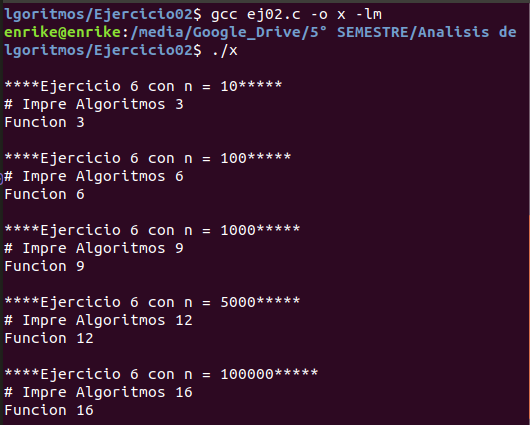 lgoritmos/Ejercicio02$ gcc ej02.c -o x -lm
enrike@enrike:/media/Google_Drive/5° SEMESTRE/Analisis de
lgoritmos/Ejercicio02$ ./x
****Ejercicio 6 con n = 10*****
# Impre Algoritmos 3
Funcion 3
****Ejercicio 6 con n = 100*****
# Impre Algoritmos 6
Funcion 6
****Ejercicio 6 con n = 1000*****
# Impre Algoritmos 9
Funcion 9
****Ejercicio 6 con n = 5000*****
# Impre Algoritmos 12
Funcion 12
****Ejercicio 6 con n = 100000*****
# Impre Algoritmos 16
Funcion 16